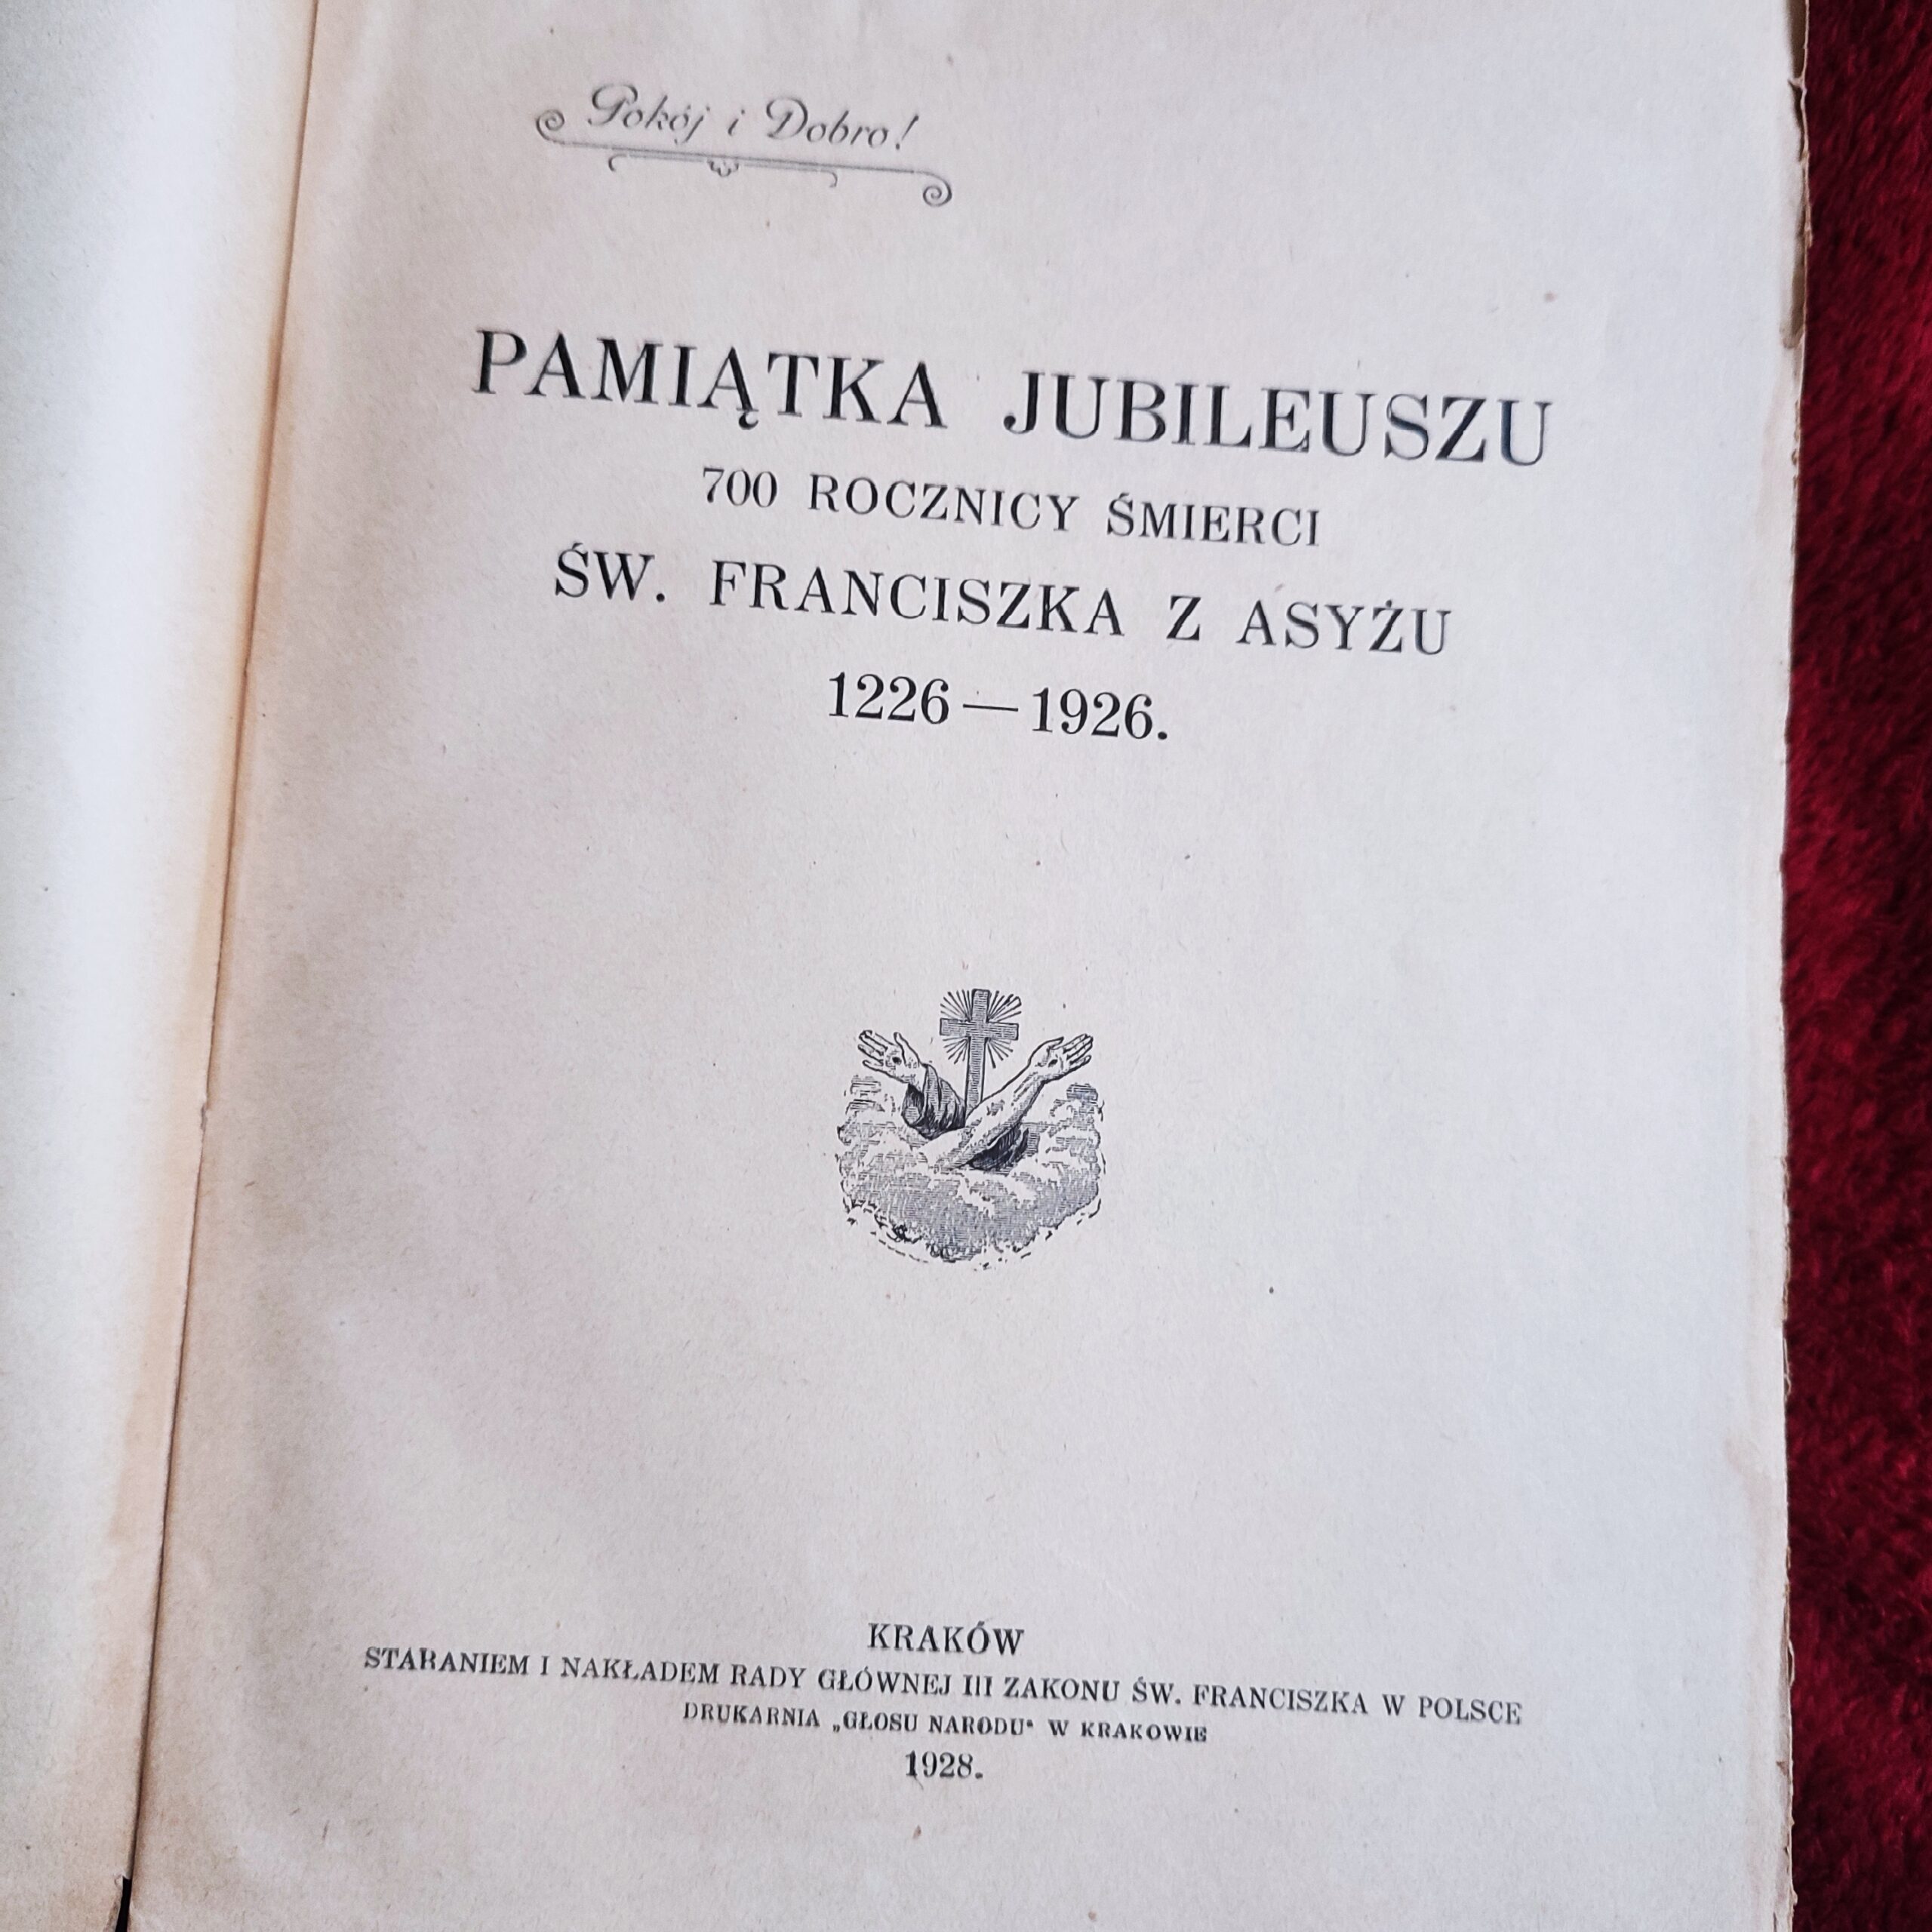 Pokój i Dobro!
PAMIĄTKA JUBILEUSZU
700 ROCZNICY ŚMIERCI
ŚW. FRANCISZKA Z ASYŻU
1226 — 1926.
KRAKÓW
STARANIEM I NAKŁADEM RADY GŁÓWNEJ III ZAKONU ŚW. FRANCISZKA W POLSCE
DRUKARNIA „GŁOSU NARODU“ W KRAKOWIE
1928.